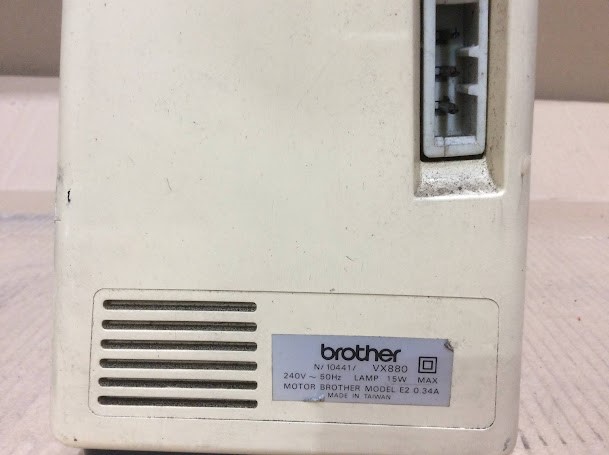 brother
N/10441/ VX880
240V ~ 50Hz LAMP 15W MAX
MOTOR BROTHER MODEL E2 0.34A
MADE IN TAIWAN